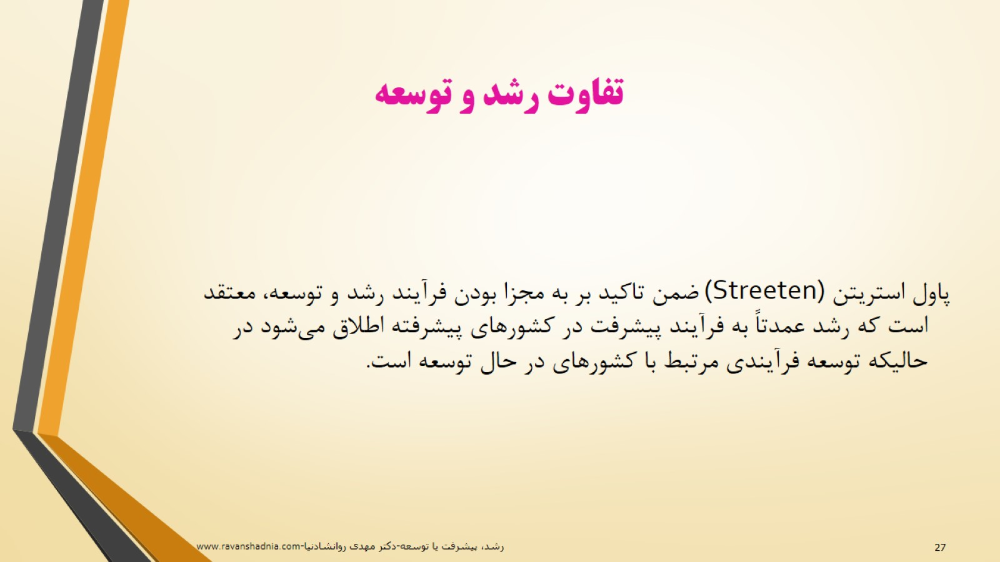 تفاوت رشد و توسعه
پاول استریتن (Streeten) ضمن تاکید بر به مجزا بودن فرآیند رشد و توسعه، معتقد
است که رشد عمدتاً به فرآیند پیشرفت در کشورهای پیشرفته اطلاق می‌شود در
حالیکه توسعه فرآیندی مرتبط با کشورهای در حال توسعه است.
رشد، پیشرفت یا توسعه-دکتر مهدی روانشادنیا-www.ravanshadnia.com
27